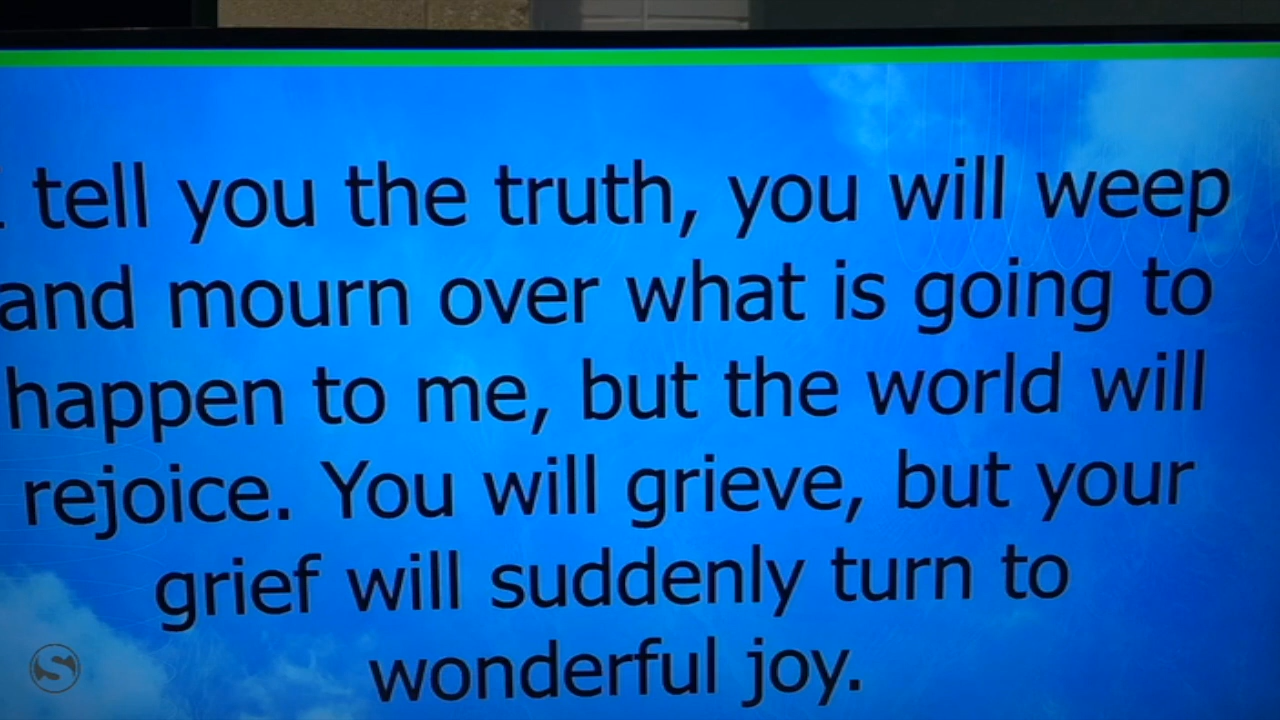 tell you the truth, you will weep
and mourn over what is going to
happen to me, but the world will
rejoice. You will grieve, but your
grief will suddenly turn to
wonderful joy.
S